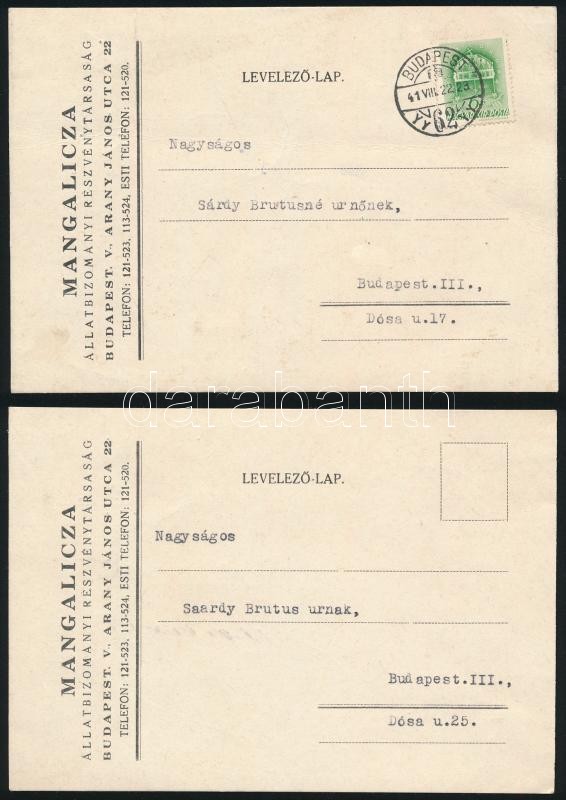 MANGALICZA
ÁLLATBIZOMÁNYI RÉSZVÉNYTÁRSASÁG
BUDAPEST. V., ARANY JÁNOS UTCA 22
TELEFON: 121-523, 113-524, ESTI TELEFON: 121-520.
LEVELEZŐ-LAP.
BUDAPEST
41 VIII. 22. 23
62
Nagyságos
Sárdy Brutusné urnőnek,
Budapest.III.,
Dósa u.17.
darabanth
MANGALICZA
ÁLLATBIZOMÁNYI RÉSZVÉNYTÁRSASÁG
BUDAPEST. V., ARANY JÁNOS UTCA 22
TELEFON: 121-523, 113-524, ESTI TELEFON: 121-520.
LEVELEZŐ-LAP.
Nagyságos
Saardy Brutus urnak,
Budapest.III.,
Dósa u.25.